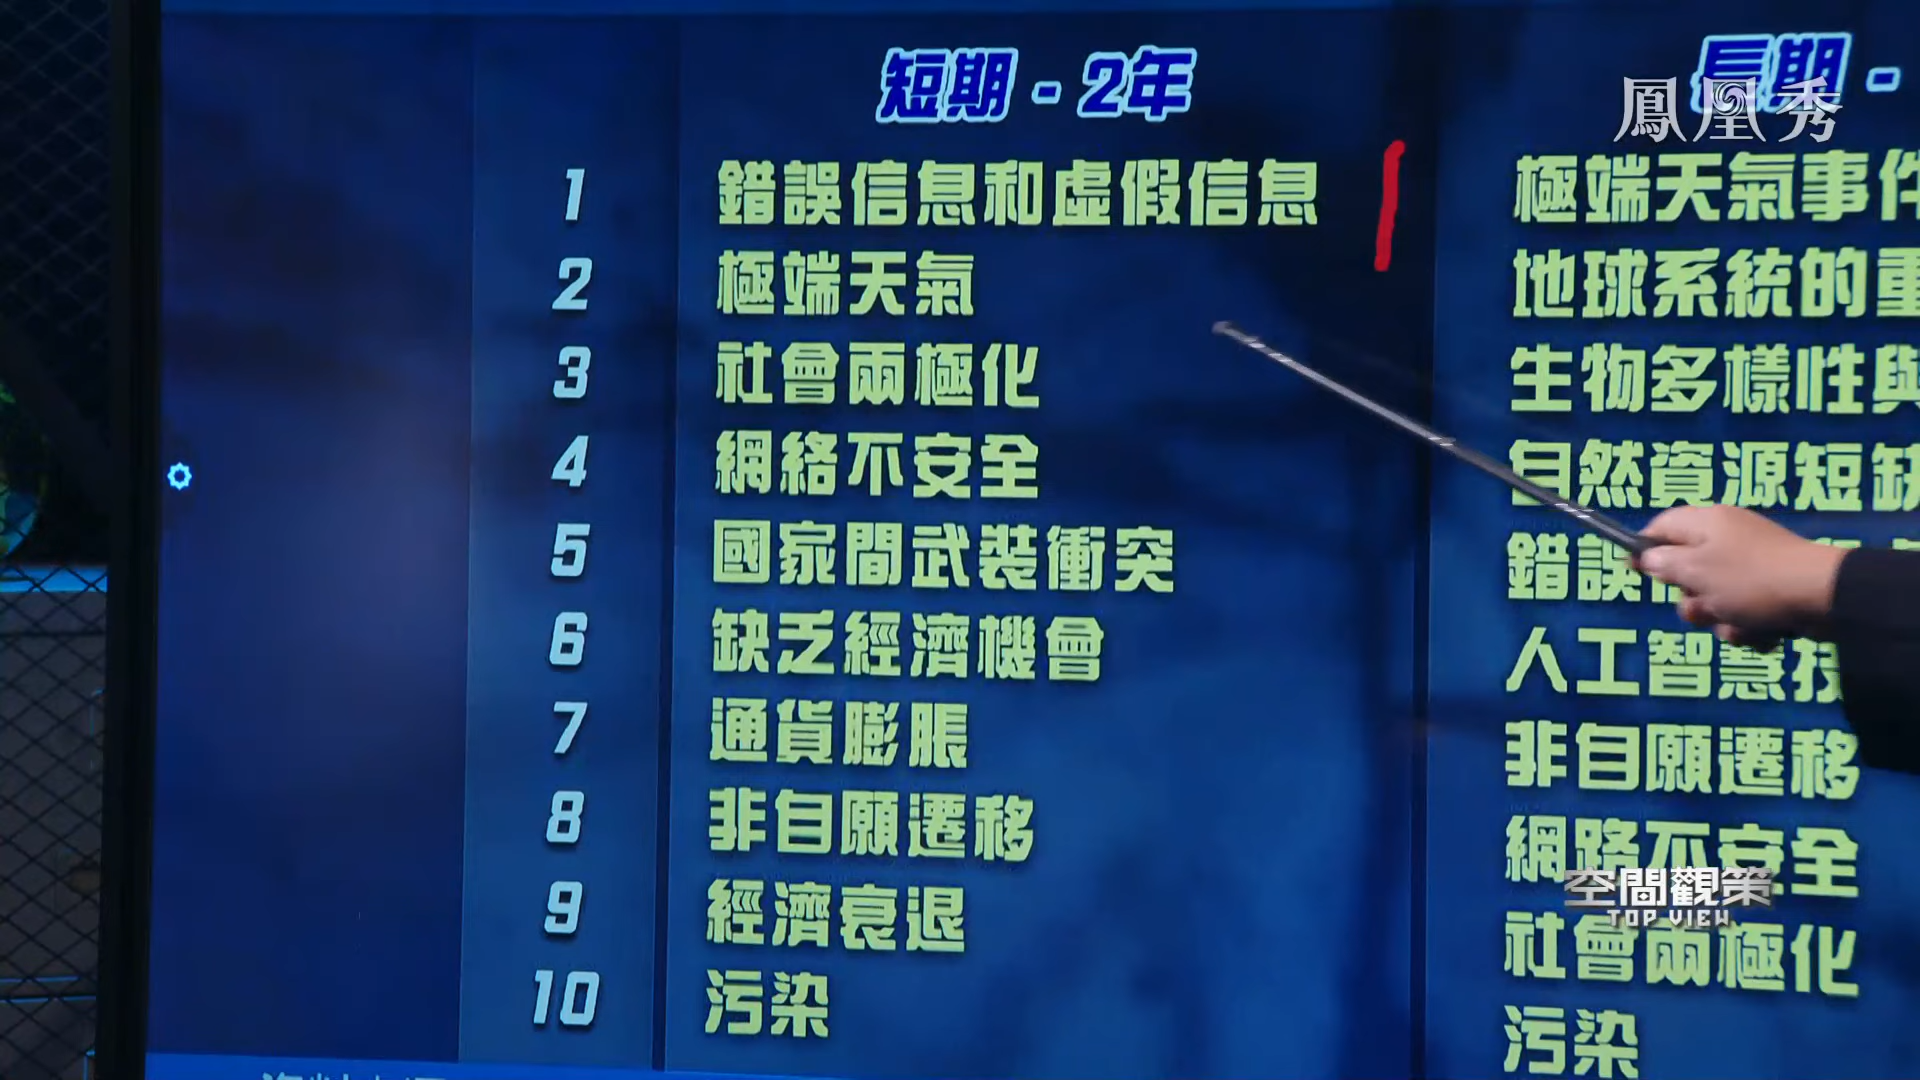 短期 - 2年
長期 -
鳳凰秀
1 錯誤信息和虛假信息 極端天氣事件
2 極端天氣 地球系統的重
3 社會兩極化 生物多樣性與
4 網絡不安全 自然資源短缺
5 國家間武裝衝突 錯誤
6 缺乏經濟機會 人工智慧技
7 通貨膨脹 非自願遷移
8 非自願遷移 網路不安全
空間觀策
TOP VIEW
9 經濟衰退 社會兩極化
10 污染 污染